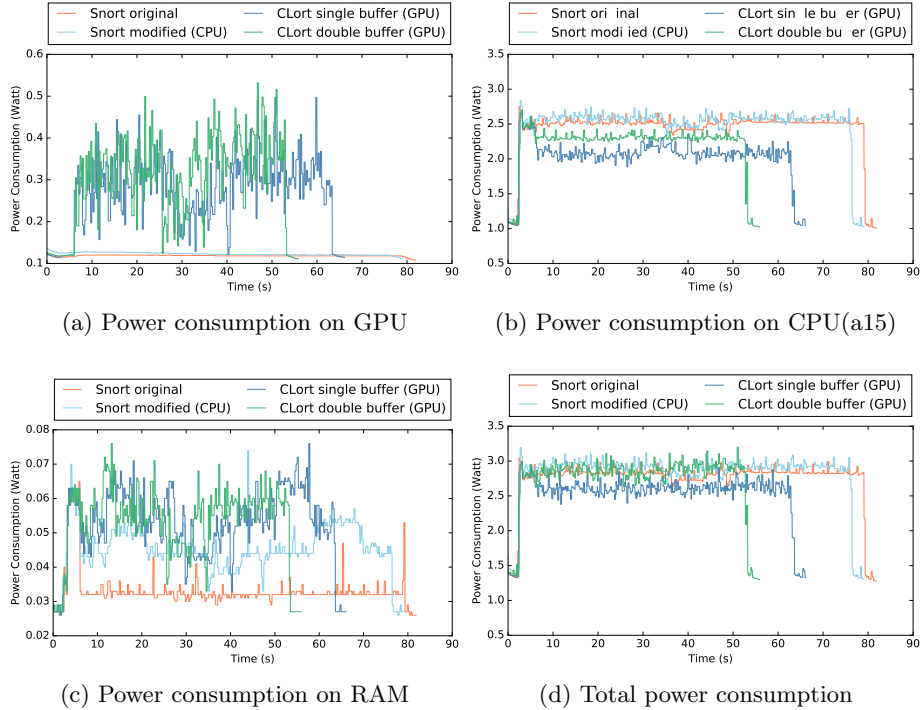 Snort original
CLort single buffer (GPU)
Snort modified (CPU)
CLort double buffer (GPU)
0.6
0.5
0.4
0.3
0.2
0.1
Power Consumption (Watt)
0 10 20 30 40 50 60 70 80 90
Time (s)
(a) Power consumption on GPU
Snort ori inal
CLort sin le bu er (GPU)
Snort modi ied (CPU)
CLort double bu er (GPU)
3.5
3.0
2.5
2.0
1.5
1.0
0.5
Power Consumption (Watt)
0 10 20 30 40 50 60 70 80 90
Time (s)
(b) Power consumption on CPU(a15)
Snort original
CLort single buffer (GPU)
Snort modified (CPU)
CLort double buffer (GPU)
0.08
0.07
0.06
0.05
0.04
0.03
0.02
Power Consumption (Watt)
0 10 20 30 40 50 60 70 80 90
Time (s)
(c) Power consumption on RAM
Snort original
CLort single buffer (GPU)
Snort modified (CPU)
CLort double buffer (GPU)
3.5
3.0
2.5
2.0
1.5
1.0
0.5
Power Consumption (Watt)
0 10 20 30 40 50 60 70 80 90
Time (s)
(d) Total power consumption